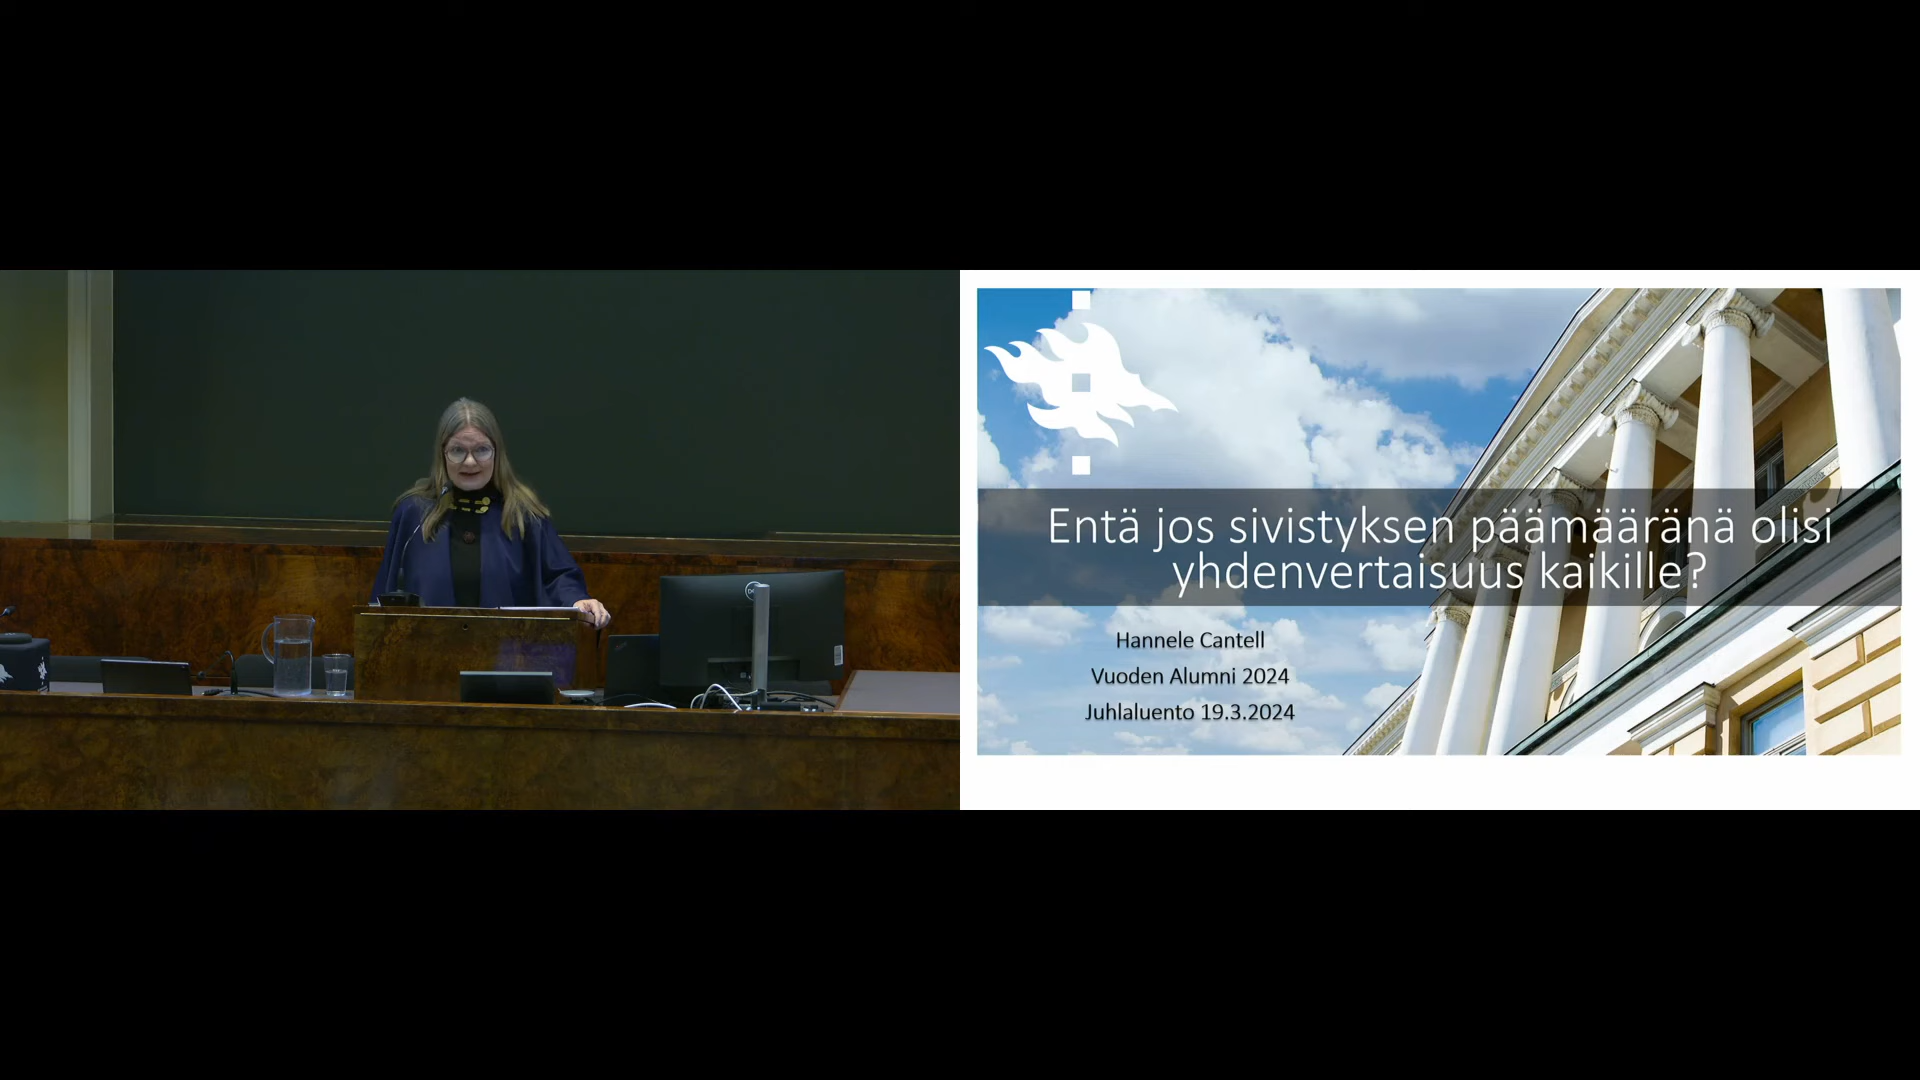 Entä jos sivistyksen päämääränä olisi
yhdenvertaisuus kaikille?
Hannele Cantell
Vuoden Alumni 2024
Juhlaluento 19.3.2024